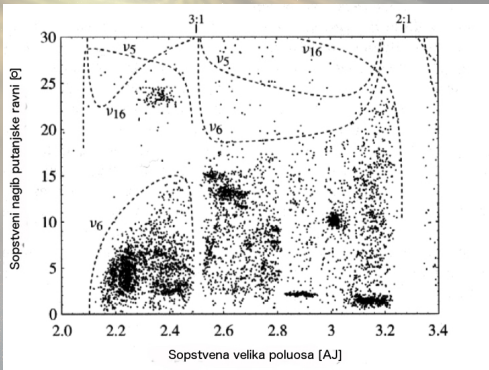 3:1 2:1
30
25
20
15
10
5
0
ν5
ν16
ν6
ν5
ν16
ν6
2.0 2.2 2.4 2.6 2.8 3 3.2 3.4
Sopstveni nagib putanjske ravni [o]
Sopstvena velika poluosa [AJ]